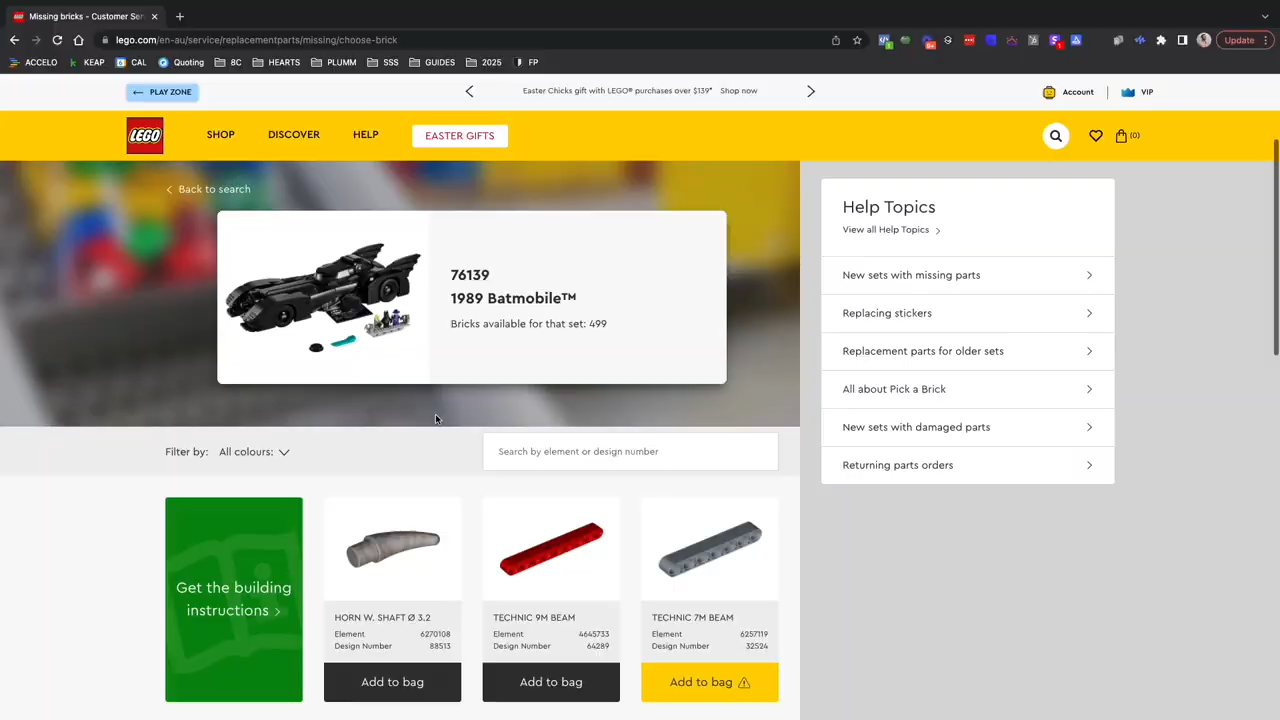 Missing bricks - Customer Ser
lego.com/en-au/service/replacementparts/missing/choose-brick
Update
ACCELO
KEAP
CAL
Quoting
BC
HEARTS
PLUMM
SSS
GUIDES
2025
FP
PLAY ZONE
Easter Chicks gift with LEGO® purchases over $139* Shop now
Account
VIP
LEGO
SHOP
DISCOVER
HELP
EASTER GIFTS
(0)
Back to search
76139
1989 Batmobile™
Bricks available for that set: 499
Help Topics
View all Help Topics
New sets with missing parts
Replacing stickers
Replacement parts for older sets
All about Pick a Brick
New sets with damaged parts
Returning parts orders
Filter by: All colours:
Search by element or design number
Get the building
instructions
HORN W. SHAFT Ø 3,2
Element 6270108
Design Number 88513
Add to bag
TECHNIC 9M BEAM
Element 4645733
Design Number 64289
Add to bag
TECHNIC 7M BEAM
Element 6257119
Design Number 32524
Add to bag